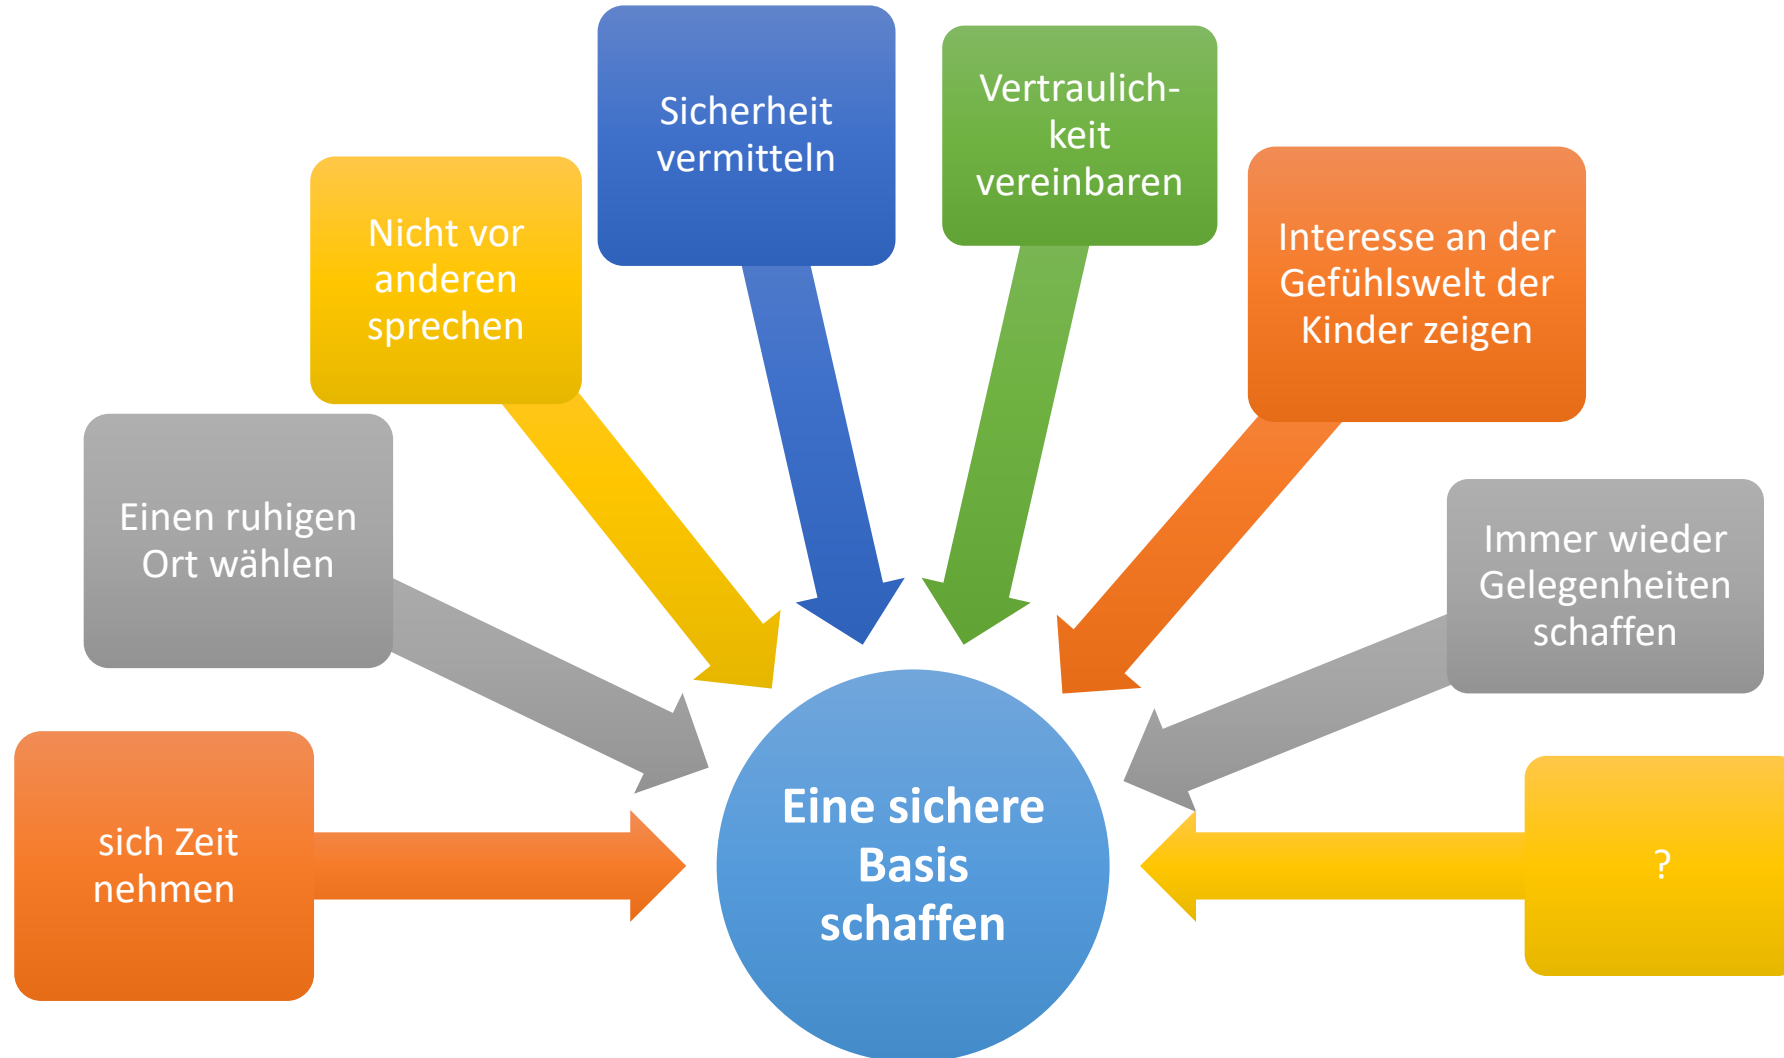 Sicherheit
vermitteln
Vertraulich-
keit
vereinbaren
Nicht vor
anderen
sprechen
Interesse an der
Gefühlswelt der
Kinder zeigen
Einen ruhigen
Ort wählen
Immer wieder
Gelegenheiten
schaffen
sich Zeit
nehmen
Eine sichere
Basis
schaffen
?